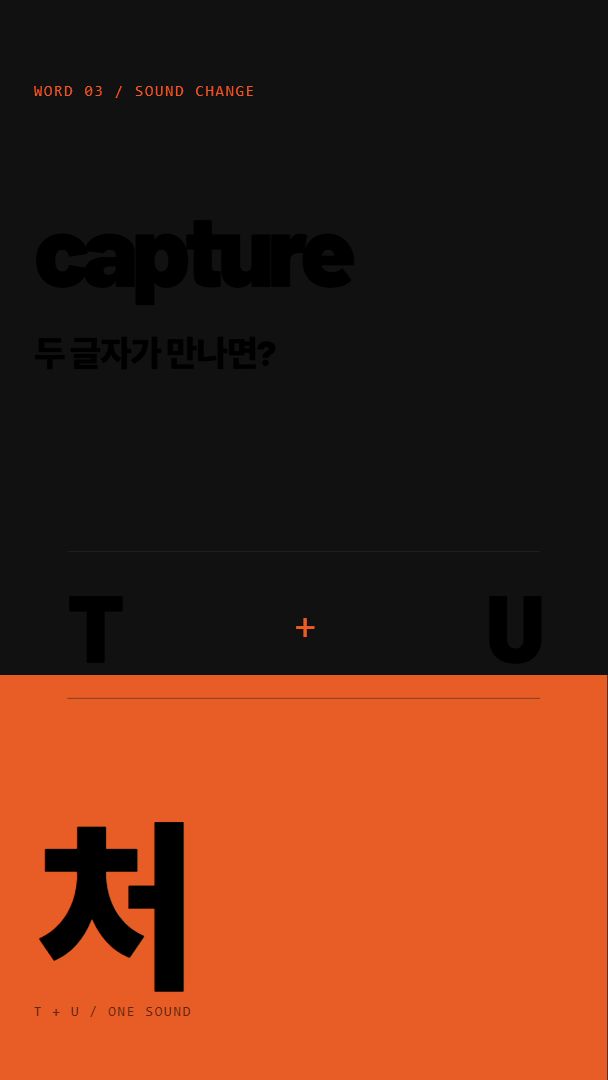 WORD 03 / SOUND CHANGE
capture
두 글자가 만나면?
T + U
처
T + U / ONE SOUND